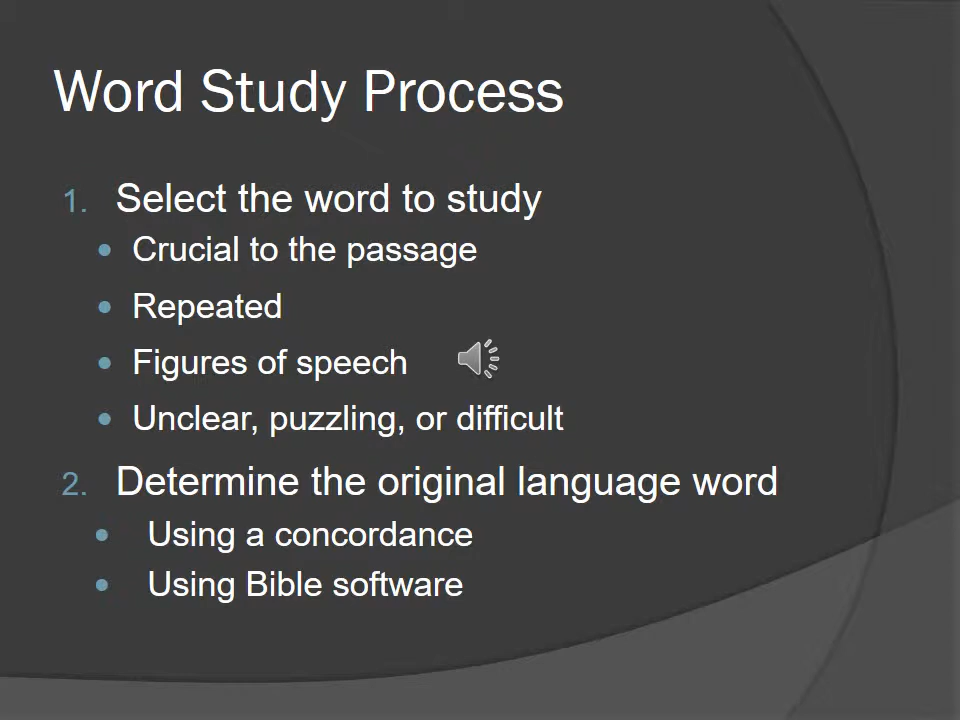 Word Study Process
1. Select the word to study
• Crucial to the passage
• Repeated
• Figures of speech
• Unclear, puzzling, or difficult
2. Determine the original language word
• Using a concordance
• Using Bible software